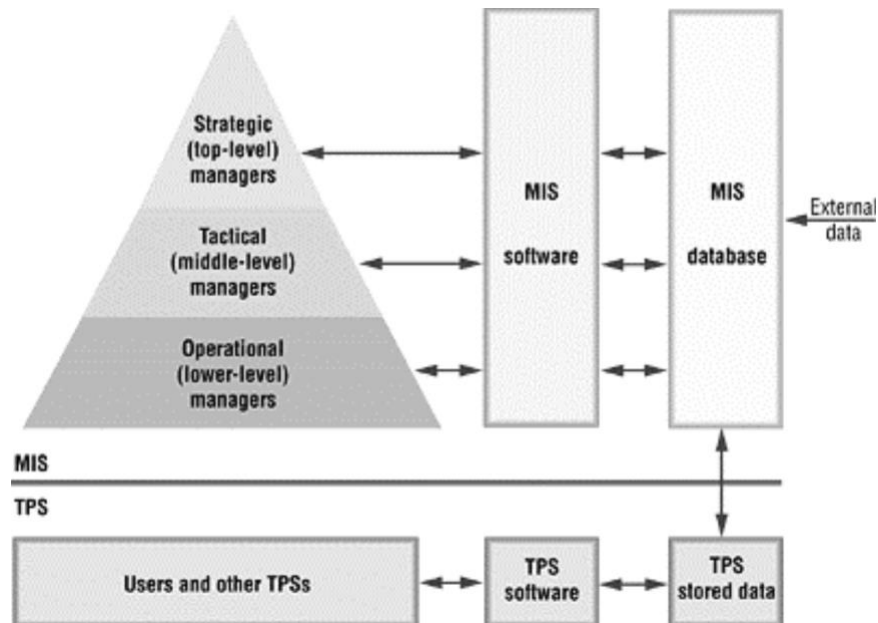 Strategic
(top-level)
managers
Tactical
(middle-level)
managers
Operational
(lower-level)
managers
MIS
software
MIS
database
External
data
MIS
TPS
Users and other TPSs
TPS
software
TPS
stored data